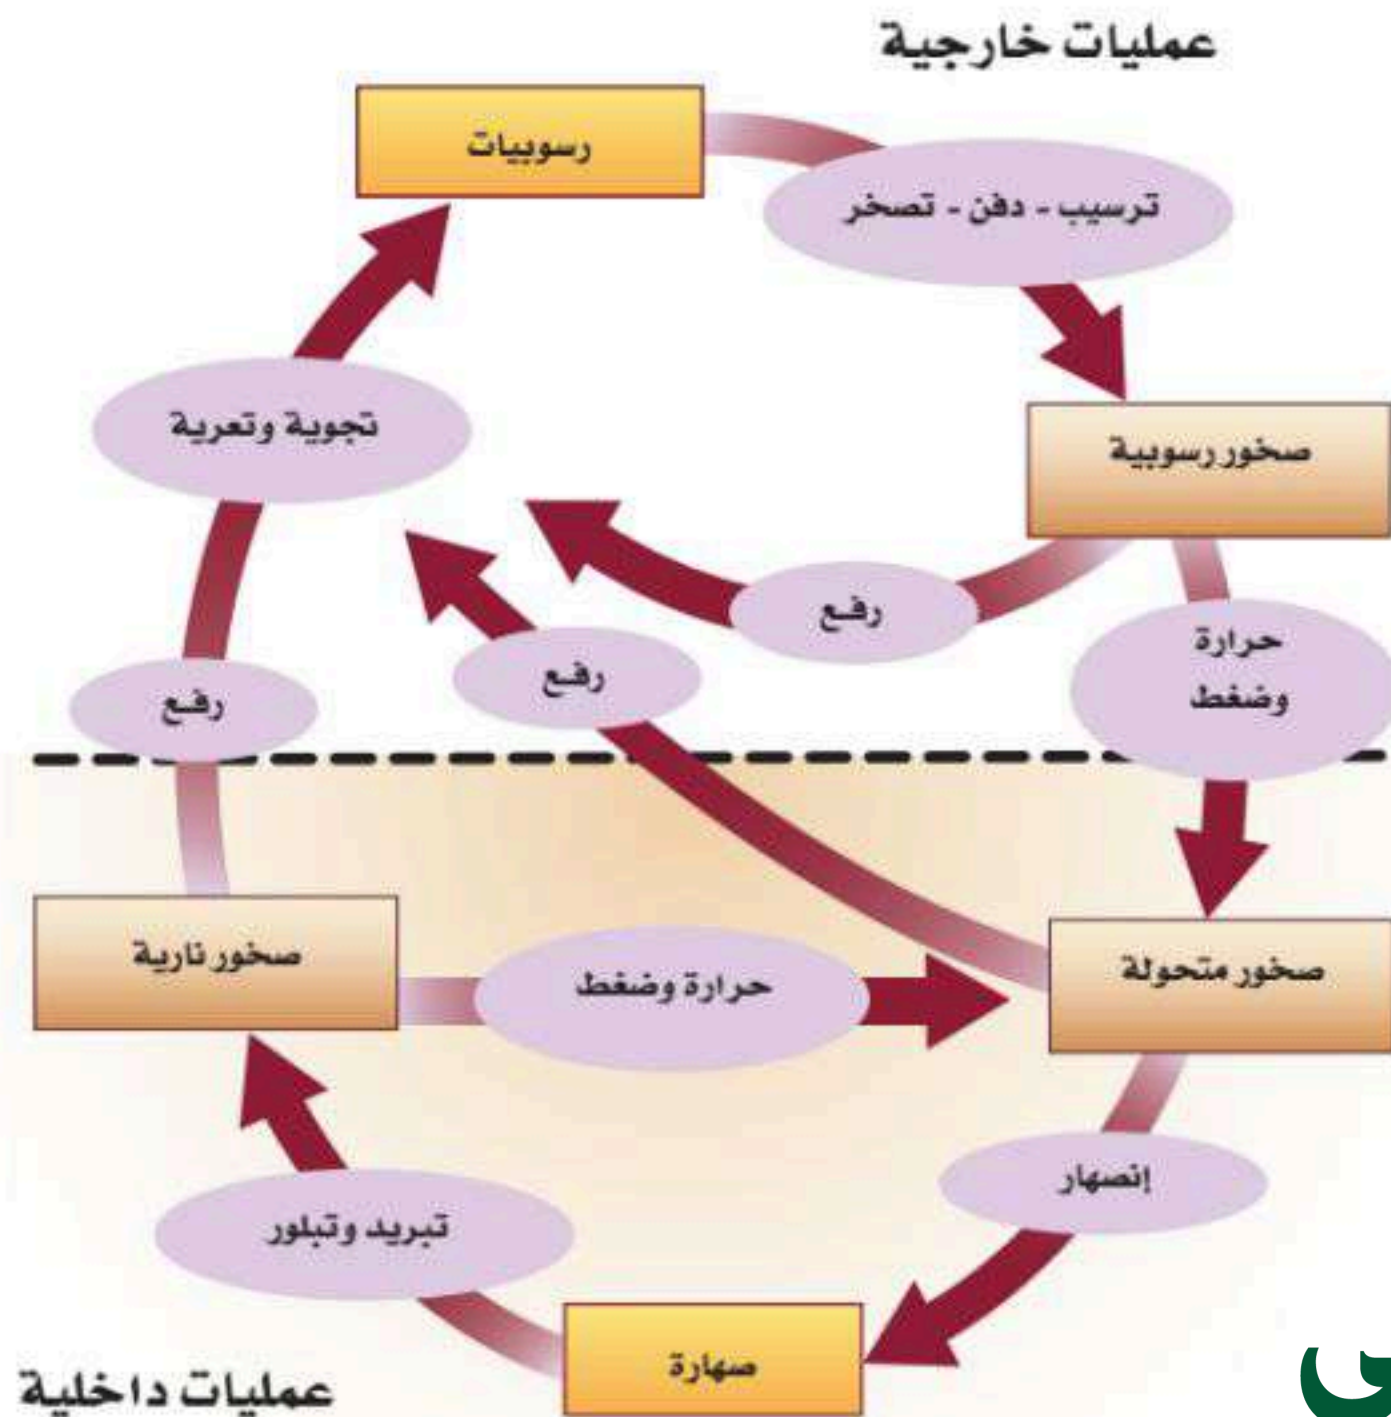 عمليات خارجية
رسوبيات
ترسيب - دفن - تصخر
تجوية وتعرية
صخور رسوبية
رفع
حرارة
وضغط
رفع
رفع
صخور نارية
حرارة وضغط
صخور متحولة
إنصهار
تبريد وتبلور
صهارة
عمليات داخلية